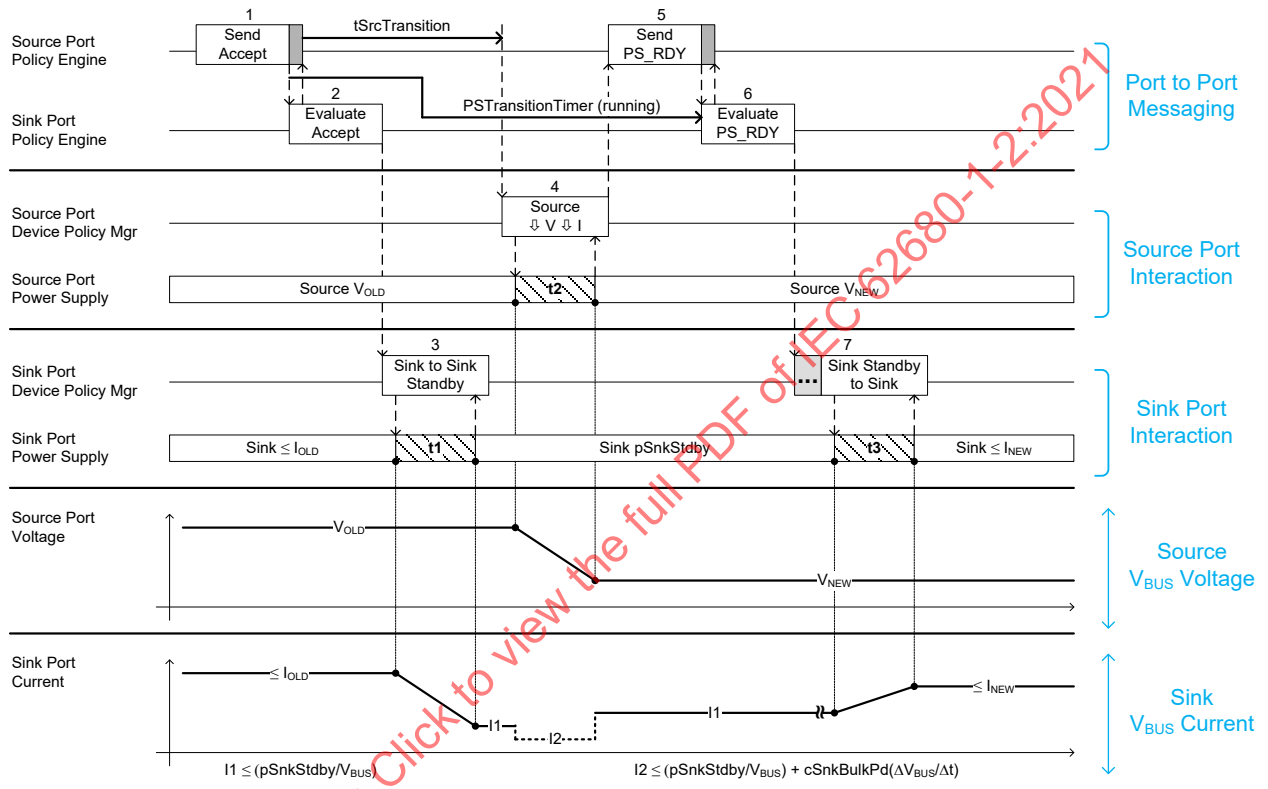 1
Send
Accept
tSrcTransition
5
Send
PS_RDY
Source Port
Policy Engine
2
Evaluate
Accept
PSTransitionTimer (running)
6
Evaluate
PS_RDY
Sink Port
Policy Engine
Port to Port
Messaging
Source Port
Device Policy Mgr
4
Source
⇩ V ⇩ I
Source Port
Power Supply
Source VOLD
t2
Source VNEW
Source Port
Interaction
Sink Port
Device Policy Mgr
3
Sink to Sink
Standby
7
...
Sink Standby
to Sink
Sink Port
Power Supply
Sink ≤ IOLD
t1
Sink pSnkStdby
t3
Sink ≤ INEW
Sink Port
Interaction
Source Port
Voltage
VOLD
VNEW
Source
VBUS Voltage
Sink Port
Current
≤ IOLD
I1
I2
I1
≤ INEW
Sink
VBUS Current
I1 ≤ (pSnkStdby/VBUS)
I2 ≤ (pSnkStdby/VBUS) + cSnkBulkPd(ΔVBUS/Δt)
Click to view the full PDF of IEC 62680-1-2:2021